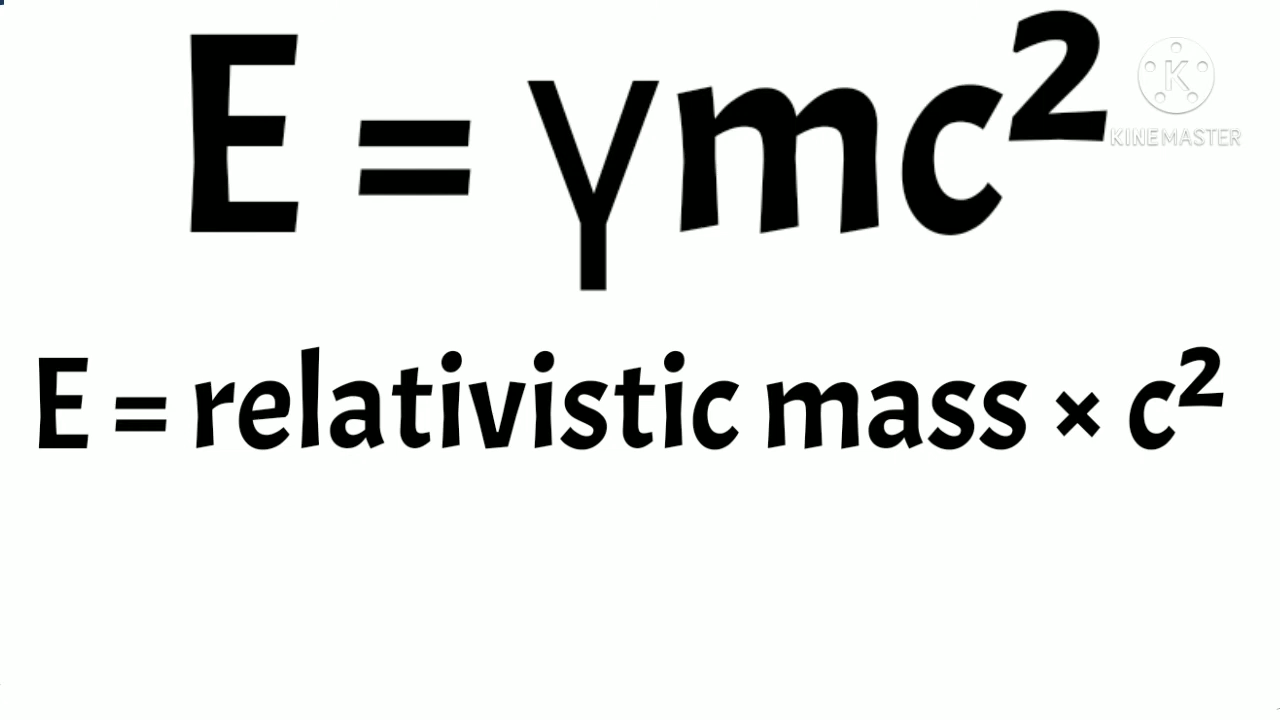 E = γmc²
K
KINEMASTER
E = relativistic mass × c²